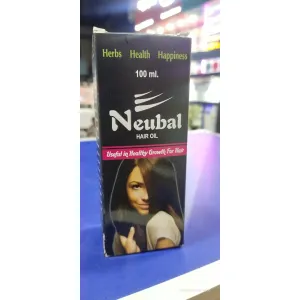 Herbs Health Happiness
100 ml.
Neubal
HAIR OIL
Useful in Healthy Growth For Hair